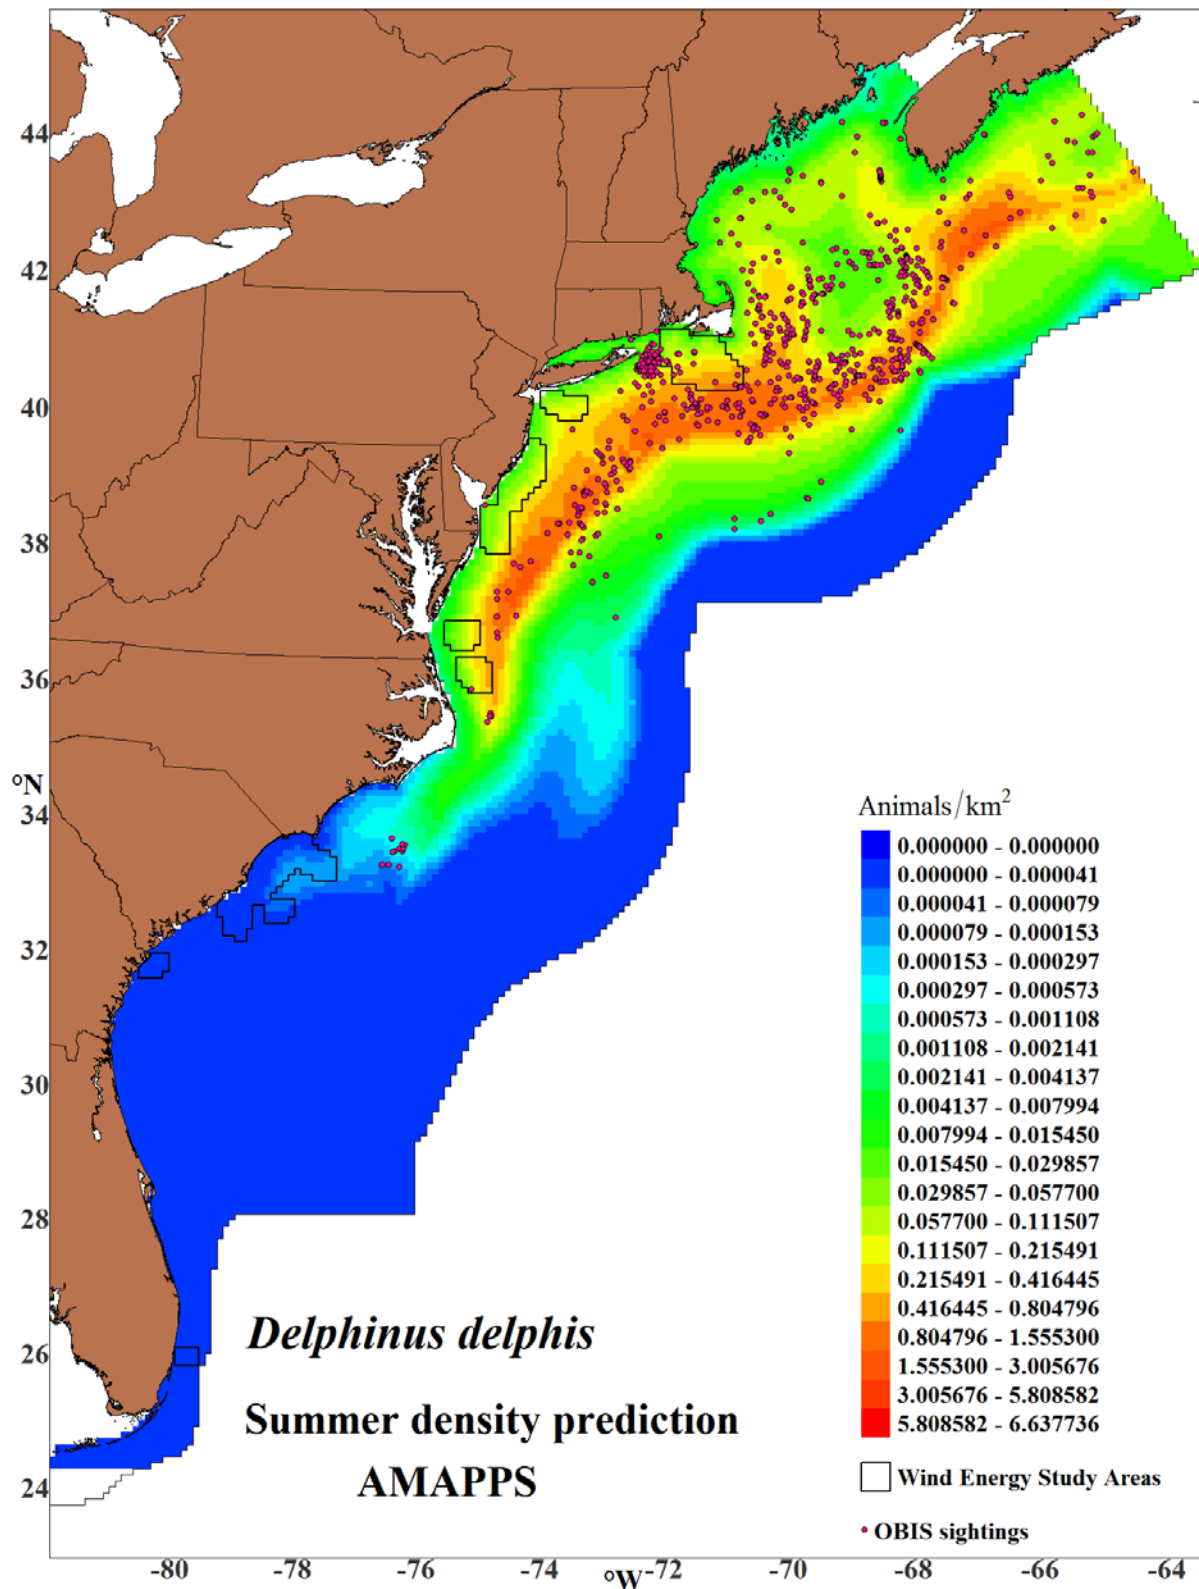 44
42
40
38
36
°N
34
32
30
28
26
24
Animals/km²
0.000000 - 0.000000
0.000000 - 0.000041
0.000041 - 0.000079
0.000079 - 0.000153
0.000153 - 0.000297
0.000297 - 0.000573
0.000573 - 0.001108
0.001108 - 0.002141
0.002141 - 0.004137
0.004137 - 0.007994
0.007994 - 0.015450
0.015450 - 0.029857
0.029857 - 0.057700
0.057700 - 0.111507
0.111507 - 0.215491
0.215491 - 0.416445
0.416445 - 0.804796
0.804796 - 1.555300
1.555300 - 3.005676
3.005676 - 5.808582
5.808582 - 6.637736
Wind Energy Study Areas
OBIS sightings
Delphinus delphis
Summer density prediction
AMAPPS
-80 -78 -76 -74 °W -72 -70 -68 -66 -64